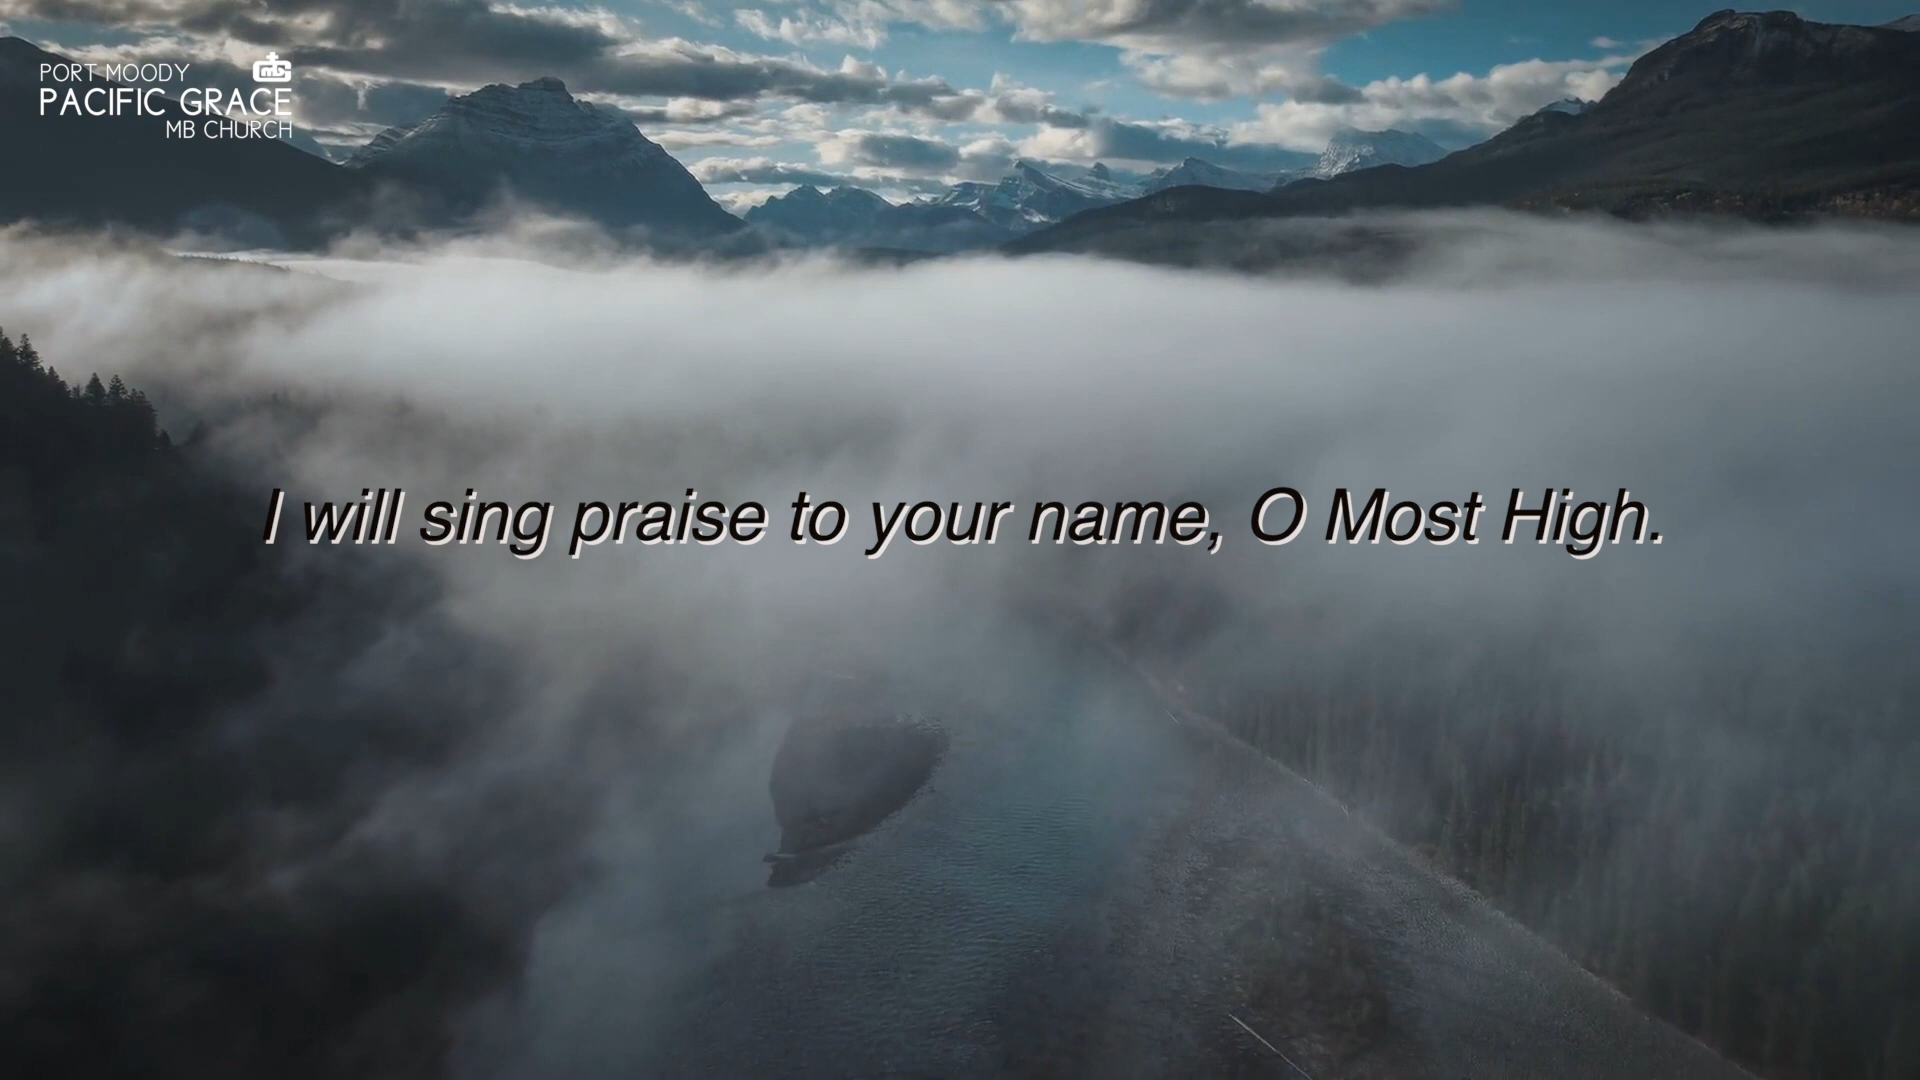 PORT MOODY
PACIFIC GRACE
MB CHURCH
I will sing praise to your name, O Most High.